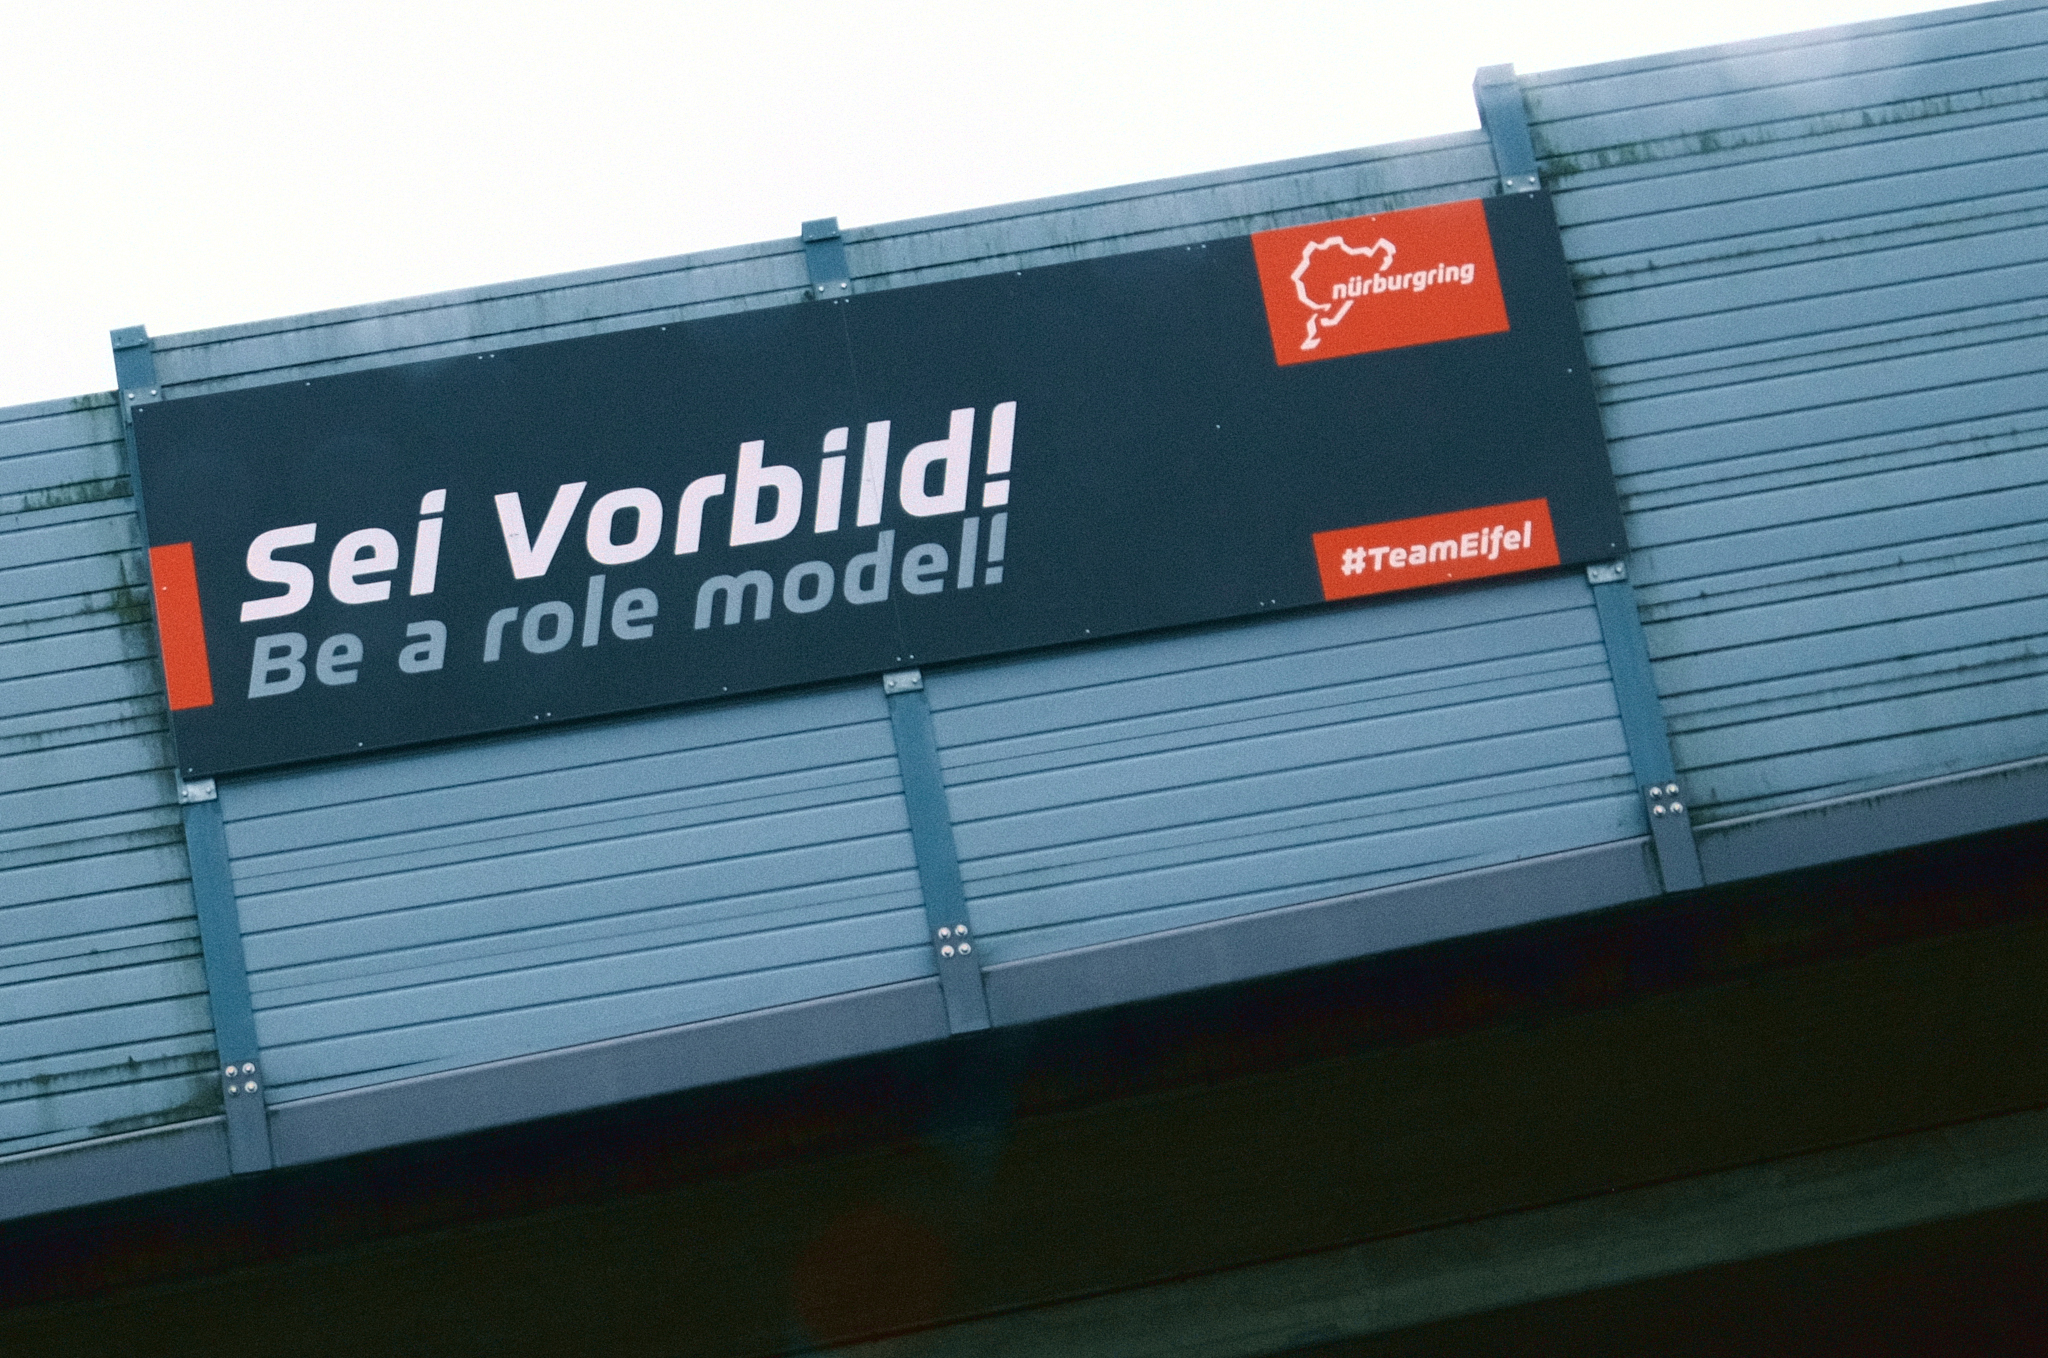 nürburgring
Sei Vorbild!
Be a role model!
#TeamEifel